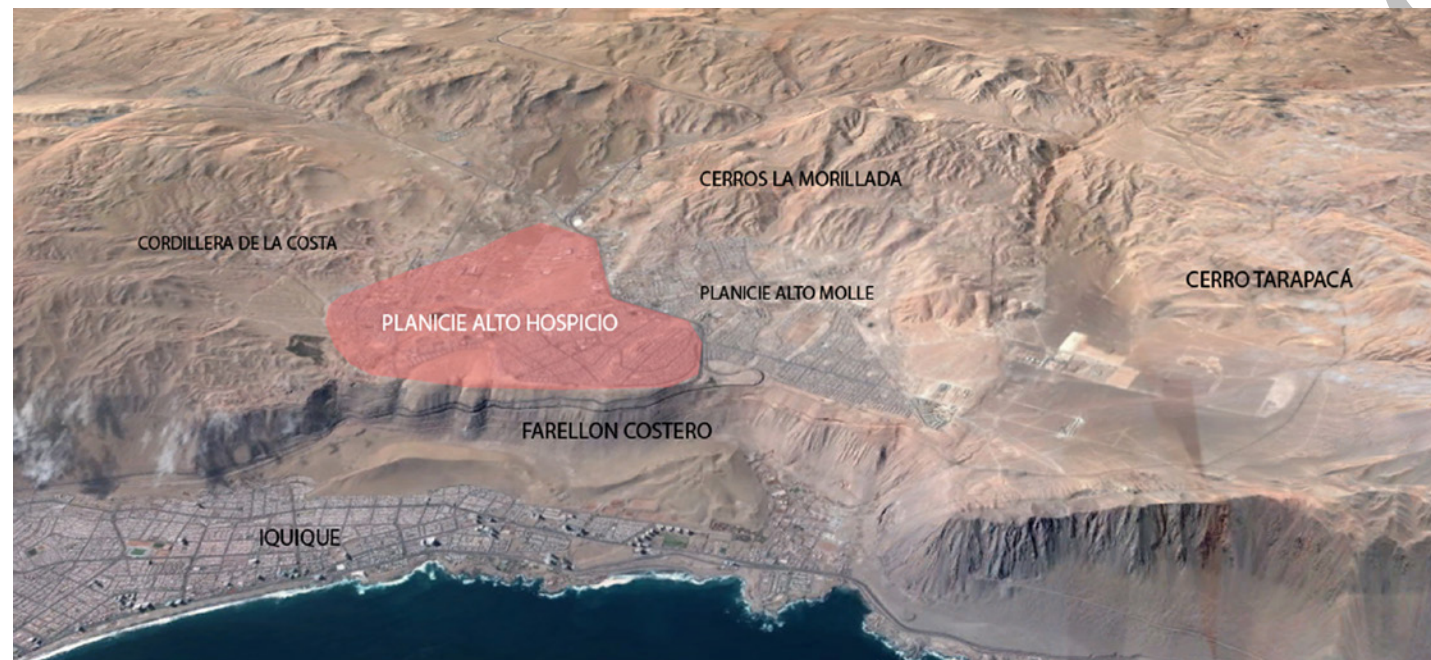 CERROS LA MORILLADA
CORDILLERA DE LA COSTA
CERRO TARAPACÁ
PLANICIE ALTO MOLLE
PLANICIE ALTO HOSPICIO
FARELLON COSTERO
IQUIQUE